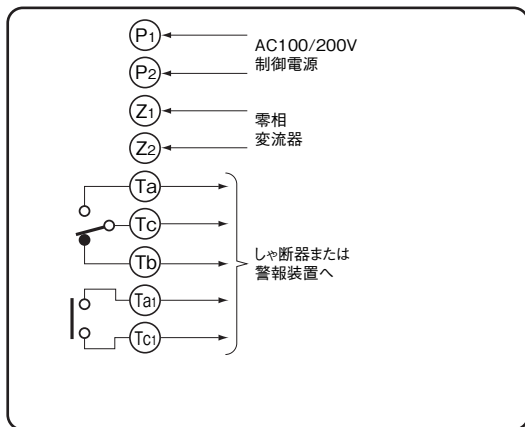 P1
AC100/200V
制御電源
P2
Z1
零相
変流器
Z2
Ta
Tc
Tb
しゃ断器または
警報装置へ
Ta1
Tc1